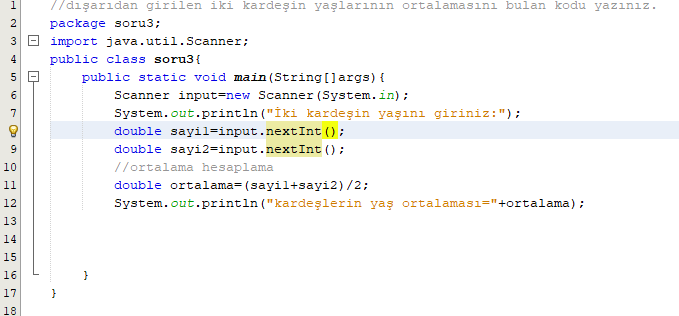 1 //dışarıdan girilen iki kardeşin yaşlarının ortalamasını bulan kodu yazınız.
2 package soru3;
3 import java.util.Scanner;
4 public class soru3{
5 public static void main(String[]args){
6 Scanner input=new Scanner(System.in);
7 System.out.println("İki kardeşin yaşını giriniz:");
double sayi1=input.nextInt();
9 double sayi2=input.nextInt();
10 //ortalama hesaplama
11 double ortalama=(sayi1+sayi2)/2;
12 System.out.println("kardeşlerin yaş ortalaması="+ortalama);
13
14
15
16 }
17 }
18